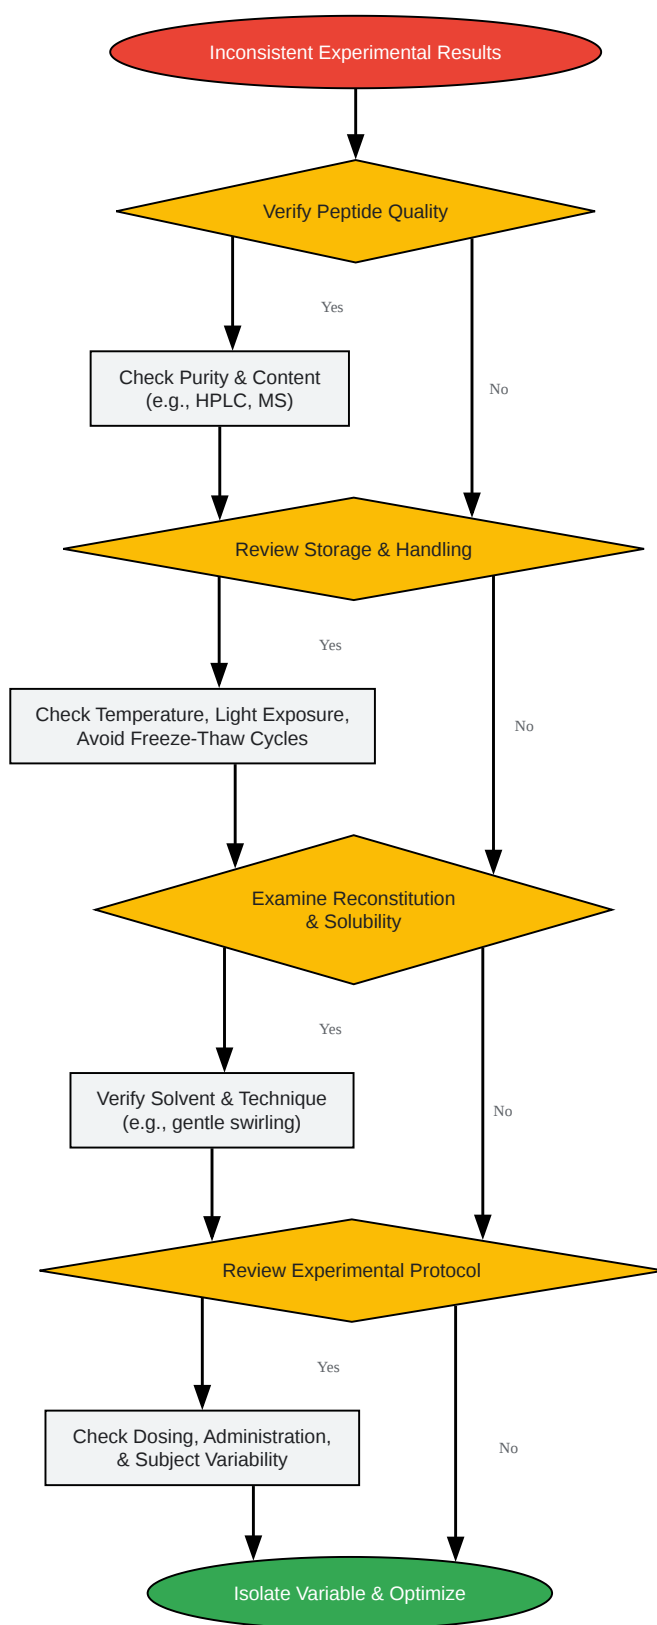 Inconsistent Experimental Results
Verify Peptide Quality
Yes
Check Purity & Content
(e.g., HPLC, MS)
No
Review Storage & Handling
Yes
Check Temperature, Light Exposure,
Avoid Freeze-Thaw Cycles
No
Examine Reconstitution
& Solubility
Yes
Verify Solvent & Technique
(e.g., gentle swirling)
No
Review Experimental Protocol
Yes
Check Dosing, Administration,
& Subject Variability
No
Isolate Variable & Optimize